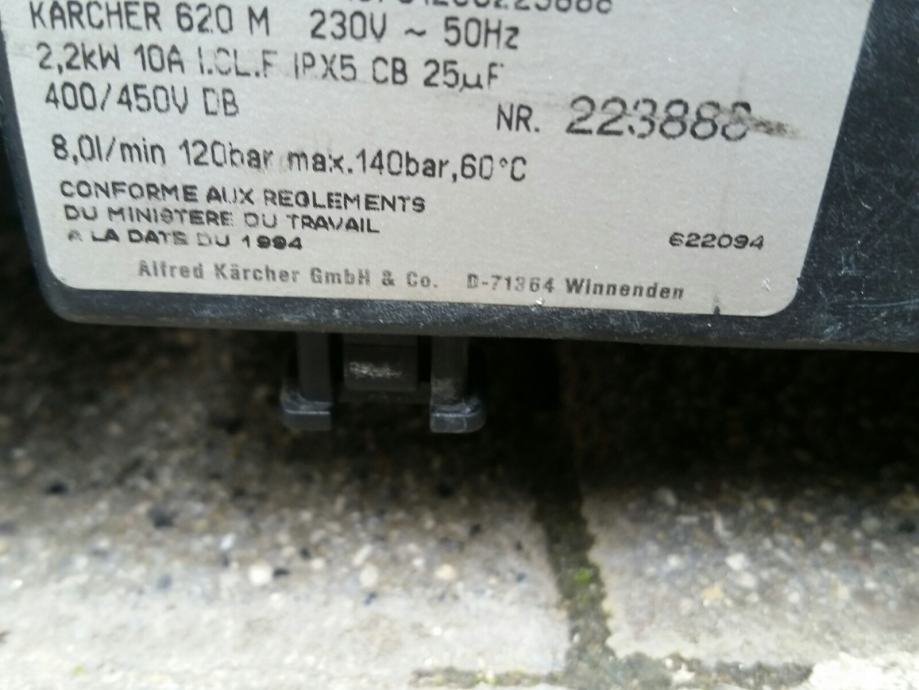 KARCHER 620 M 230V ~ 50Hz
2,2kW 10A I.CL.F IPX5 CB 25µF
400/450V DB
NR. 223888
8,0l/min 120bar max.140bar,60°C
CONFORME AUX REGLEMENTS
DU MINISTERE DU TRAVAIL
A LA DATE DU 1994
622094
Alfred Kärcher GmbH & Co. D-71364 Winnenden